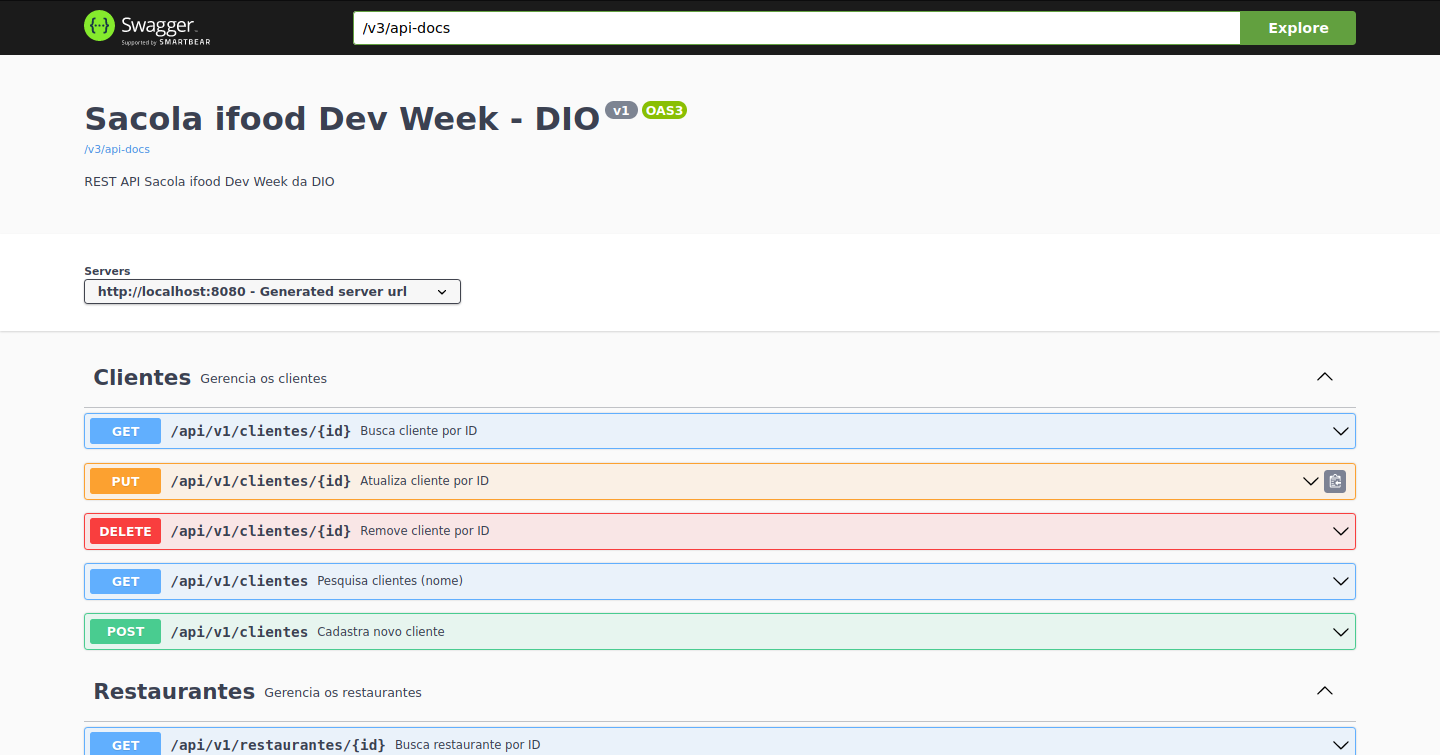 Swagger
Supported by SMARTBEAR
/v3/api-docs
Explore
Sacola ifood Dev Week - DIO v1 OAS3
/v3/api-docs
REST API Sacola ifood Dev Week da DIO
Servers
http://localhost:8080 - Generated server url
Clientes Gerencia os clientes
GET /api/v1/clientes/{id} Busca cliente por ID
PUT /api/v1/clientes/{id} Atualiza cliente por ID
DELETE /api/v1/clientes/{id} Remove cliente por ID
GET /api/v1/clientes Pesquisa clientes (nome)
POST /api/v1/clientes Cadastra novo cliente
Restaurantes Gerencia os restaurantes
GET /api/v1/restaurantes/{id} Busca restaurante por ID